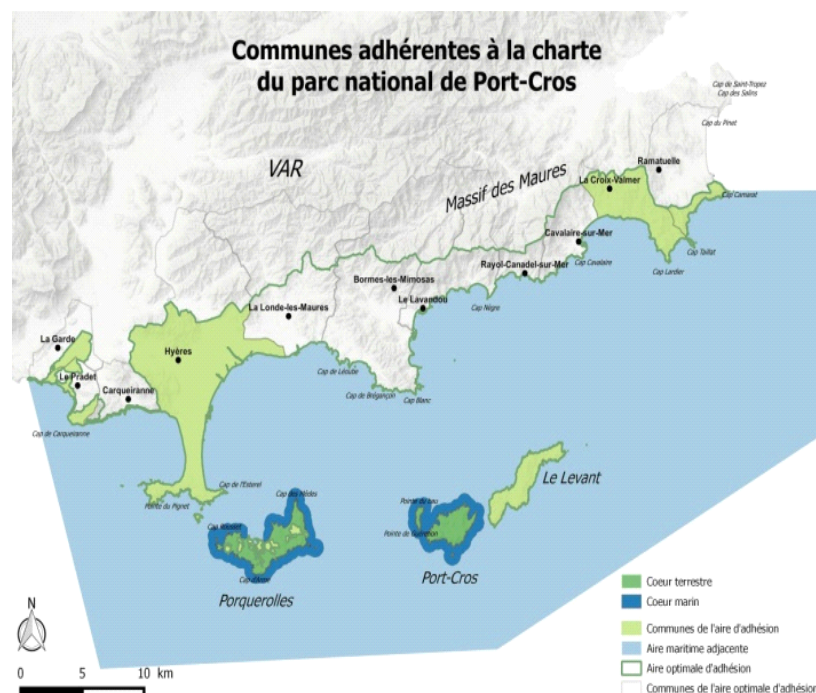 Communes adhérentes à la charte
du parc national de Port-Cros
Cap de Saint-Tropez
Cap des Salins
Cap du Pinet
VAR
Ramatuelle
Massif des Maures
La Croix-Valmer
Cap Camarat
Cavalaire-sur-Mer
Cap Taillat
Cap Cavalaire
Rayol-Canadel-sur-Mer
Cap Lardier
Bormes-les-Mimosas
Le Lavandou
Cap Nègre
La Londe-les-Maures
La Garde
Hyères
Cap de Léoube
Le Pradet
Carqueiranne
Cap de Brégançon
Cap Blanc
Cap de Carqueiranne
Le Levant
Cap de l'Esterel
Cap des Mèdes
Pointe du Pignet
Port-Cros
Porquerolles
N
0 5 10 km
Coeur terrestre
Coeur marin
Communes de l'aire d'adhésion
Aire maritime adjacente
Aire optimale d'adhésion
Communes de l'aire optimale d'adhésion